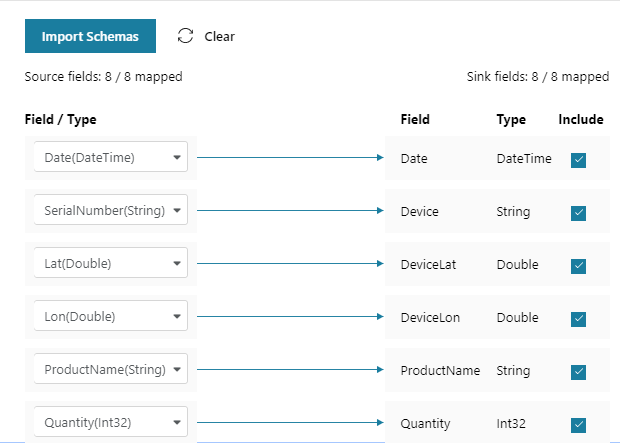 Import Schemas Clear
Source fields: 8 / 8 mapped Sink fields: 8 / 8 mapped
Field / Type Field Type Include
Date(DateTime) Date DateTime
SerialNumber(String) Device String
Lat(Double) DeviceLat Double
Lon(Double) DeviceLon Double
ProductName(String) ProductName String
Quantity(Int32) Quantity Int32